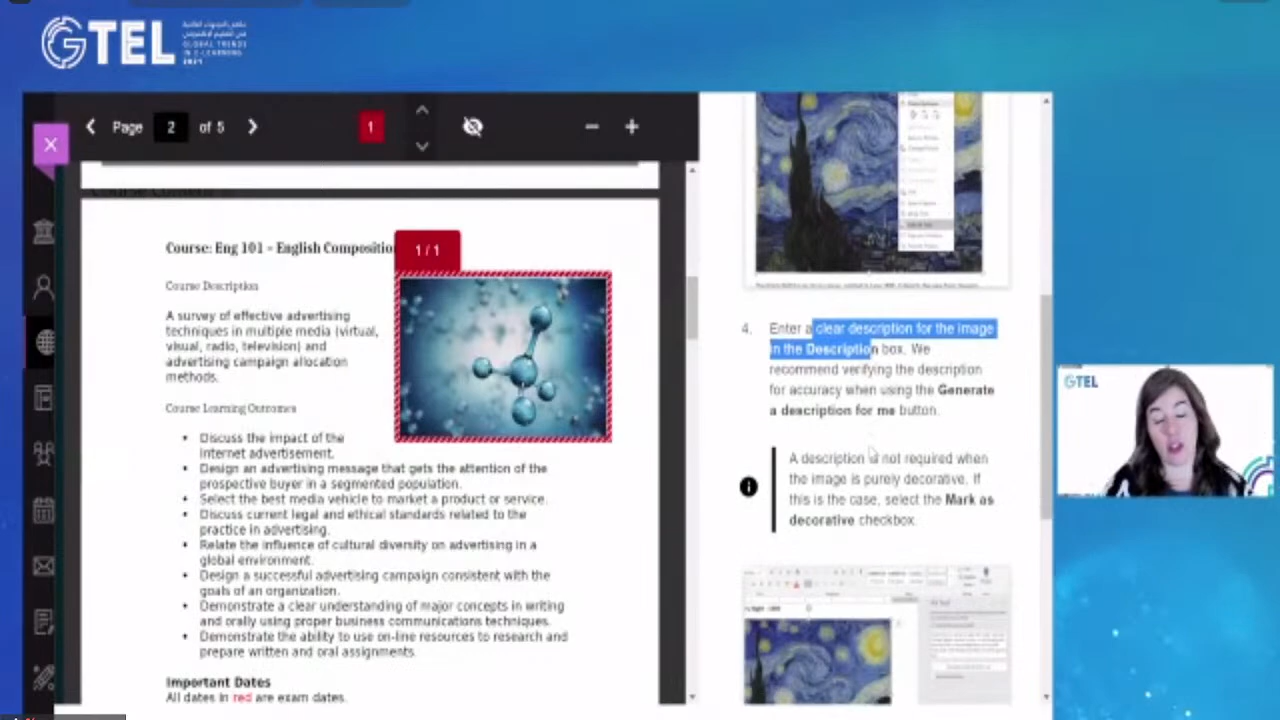 GTEL
GLOBAL TRENDS
IN E-LEARNING
2021
Page 2 of 5
1
Course: Eng 101 – English Composition
1 / 1
Course Description
A survey of effective advertising
techniques in multiple media (virtual,
visual, radio, television) and
advertising campaign allocation
methods.
Course Learning Outcomes
• Discuss the impact of the
internet advertisement.
• Design an advertising message that gets the attention of the
prospective buyer in a segmented population.
• Select the best media vehicle to market a product or service.
• Discuss current legal and ethical standards related to the
practice in advertising.
• Relate the influence of cultural diversity on advertising in a
global environment.
• Design a successful advertising campaign consistent with the
goals of an organization.
• Demonstrate a clear understanding of major concepts in writing
and orally using proper business communications techniques.
• Demonstrate the ability to use on-line resources to research and
prepare written and oral assignments.
Important Dates
All dates in red are exam dates.
4. Enter a clear description for the image
in the Description box. We
recommend verifying the description
for accuracy when using the Generate
a description for me button.
A description is not required when
the image is purely decorative. If
this is the case, select the Mark as
decorative checkbox.
GTEL